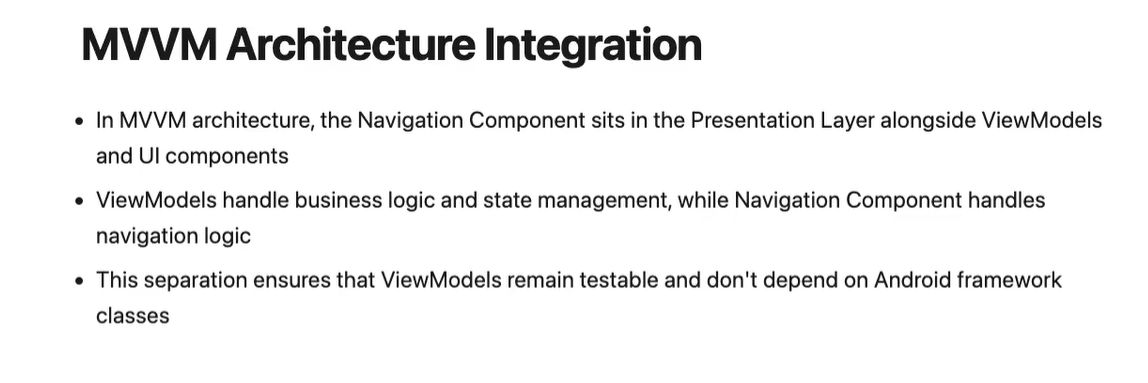 MVVM Architecture Integration
• In MVVM architecture, the Navigation Component sits in the Presentation Layer alongside ViewModels
and UI components
• ViewModels handle business logic and state management, while Navigation Component handles
navigation logic
• This separation ensures that ViewModels remain testable and don't depend on Android framework
classes